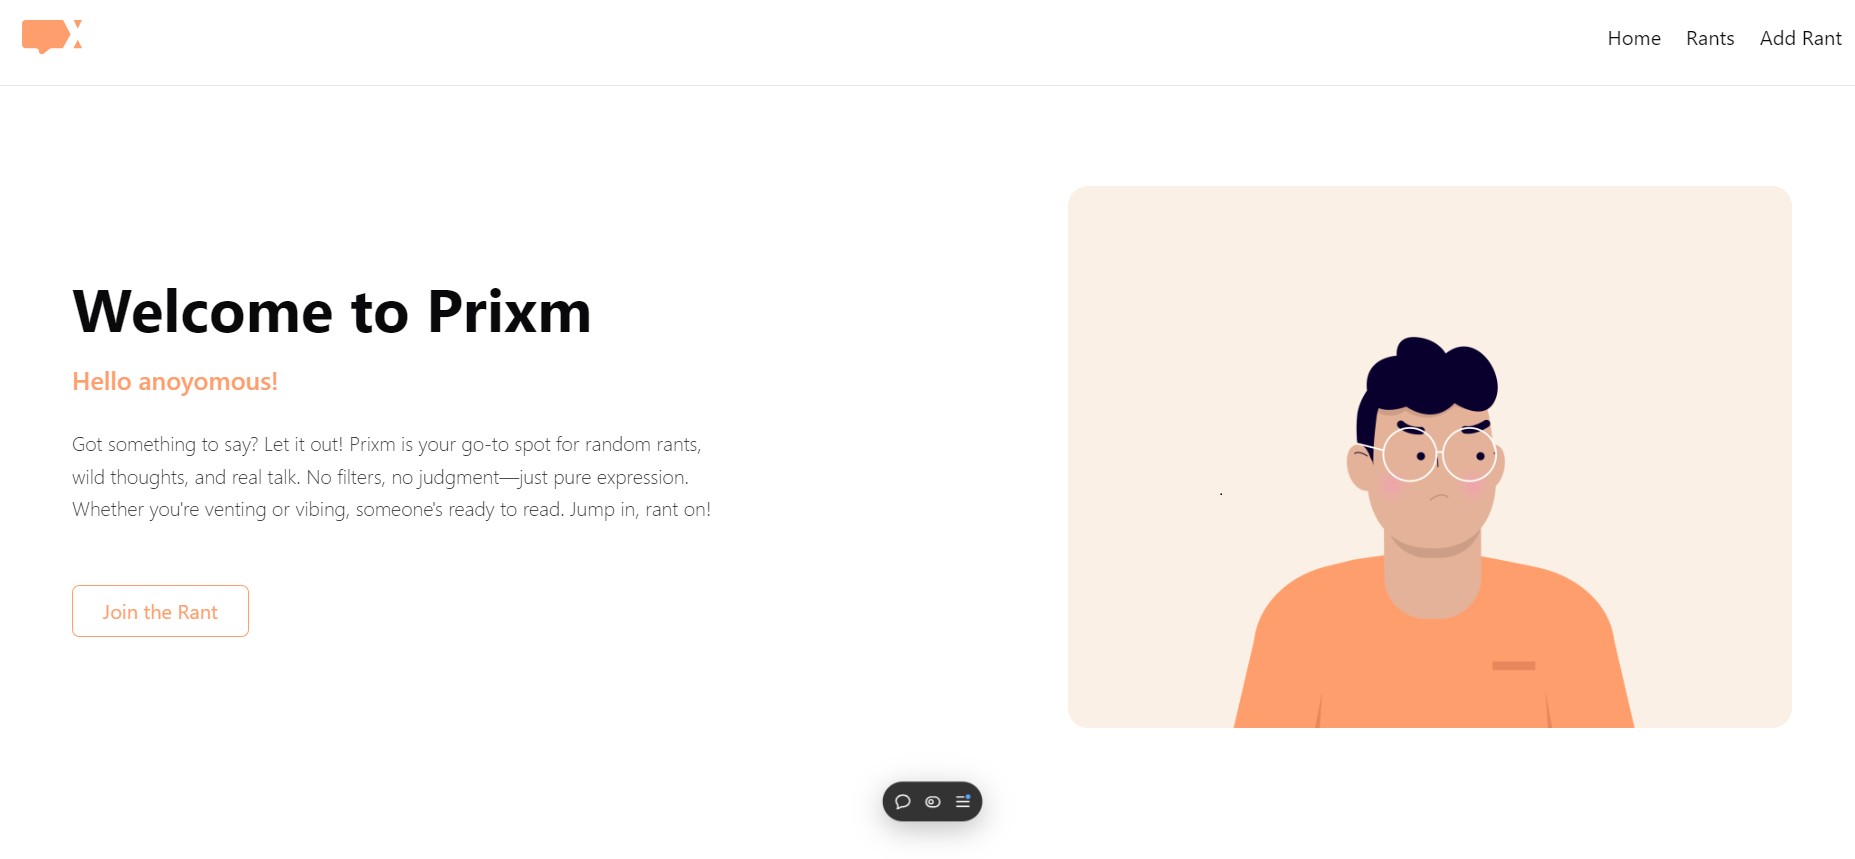 Home Rants Add Rant
Welcome to Prixm
Hello anoyomous!
Got something to say? Let it out! Prixm is your go-to spot for random rants,
wild thoughts, and real talk. No filters, no judgment—just pure expression.
Whether you're venting or vibing, someone's ready to read. Jump in, rant on!
Join the Rant